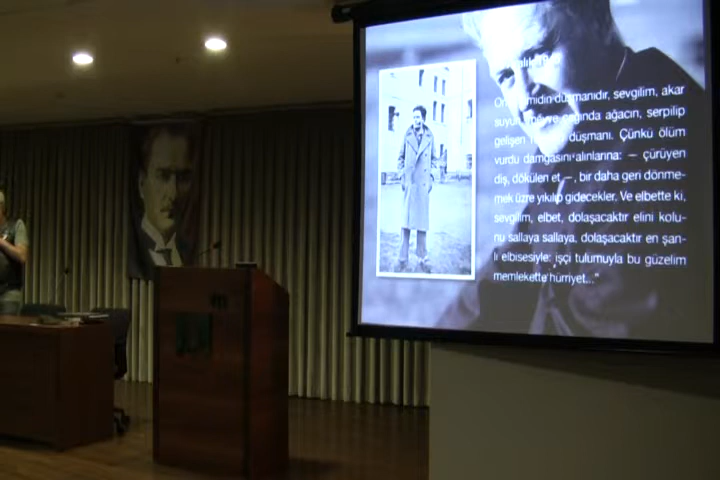 düşmanıdır, sevgilim, akar
çağında ağacın, serpilip
gelişen düşmanı. Çünkü ölüm
vurdu damgasını alınlarına: — çürüyen
diş, dökülen et —, bir daha geri dönme-
mek üzre yıkılıp gidecekler. Ve elbette ki,
sevgilim, elbet, dolaşacaktır elini kolu-
nu sallaya sallaya, dolaşacaktır en şan-
lı elbisesiyle: işçi tulumuyla bu güzelim
memlekette hürriyet..."